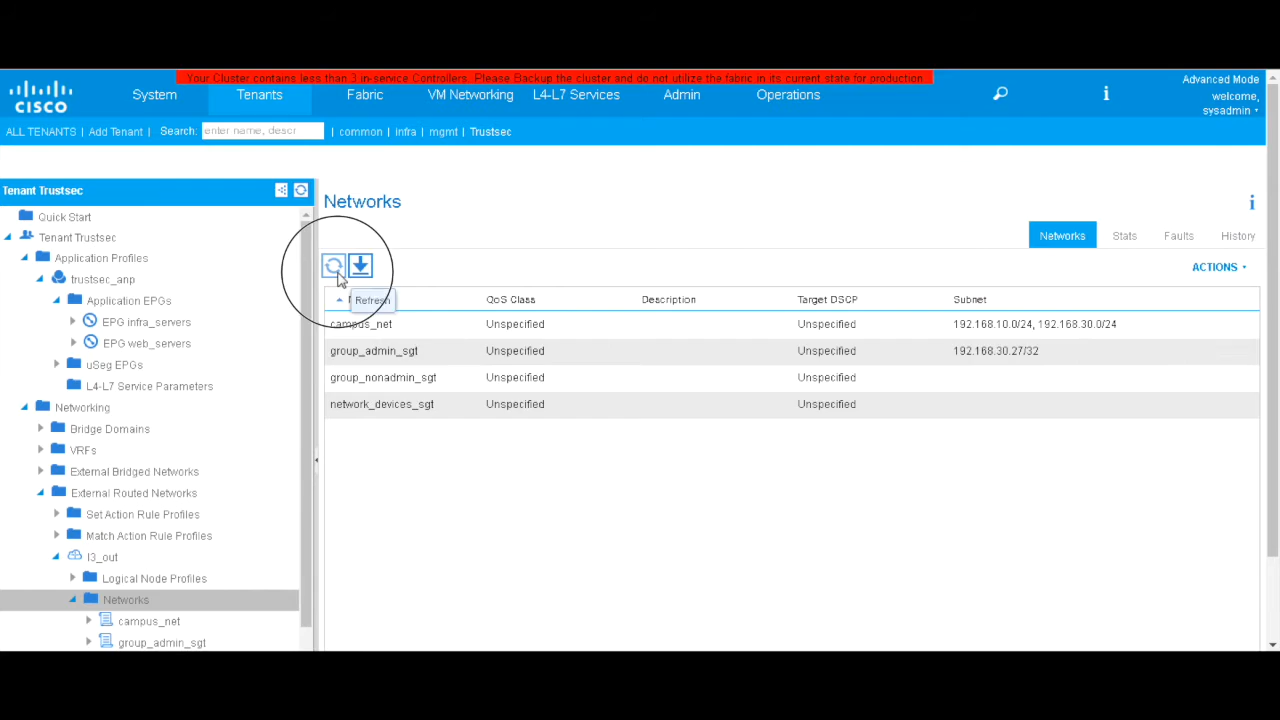 Your Cluster contains less than 3 in-service Controllers. Please Backup the cluster and do not utilize the fabric in its current state for production.
CISCO
System Tenants Fabric VM Networking L4-L7 Services Admin Operations
Advanced Mode
welcome,
sysadmin
ALL TENANTS | Add Tenant | Search: enter name, descr | common | infra | mgmt | Trustsec
Tenant Trustsec
Quick Start
Tenant Trustsec
Application Profiles
trustsec_anp
Application EPGs
EPG infra_servers
EPG web_servers
uSeg EPGs
L4-L7 Service Parameters
Networking
Bridge Domains
VRFs
External Bridged Networks
External Routed Networks
Set Action Rule Profiles
Match Action Rule Profiles
l3_out
Logical Node Profiles
Networks
campus_net
group_admin_sgt
Networks
Networks Stats Faults History
ACTIONS
Refresh
QoS Class Description Target DSCP Subnet
campus_net Unspecified Unspecified 192.168.10.0/24, 192.168.30.0/24
group_admin_sgt Unspecified Unspecified 192.168.30.27/32
group_nonadmin_sgt Unspecified Unspecified
network_devices_sgt Unspecified Unspecified